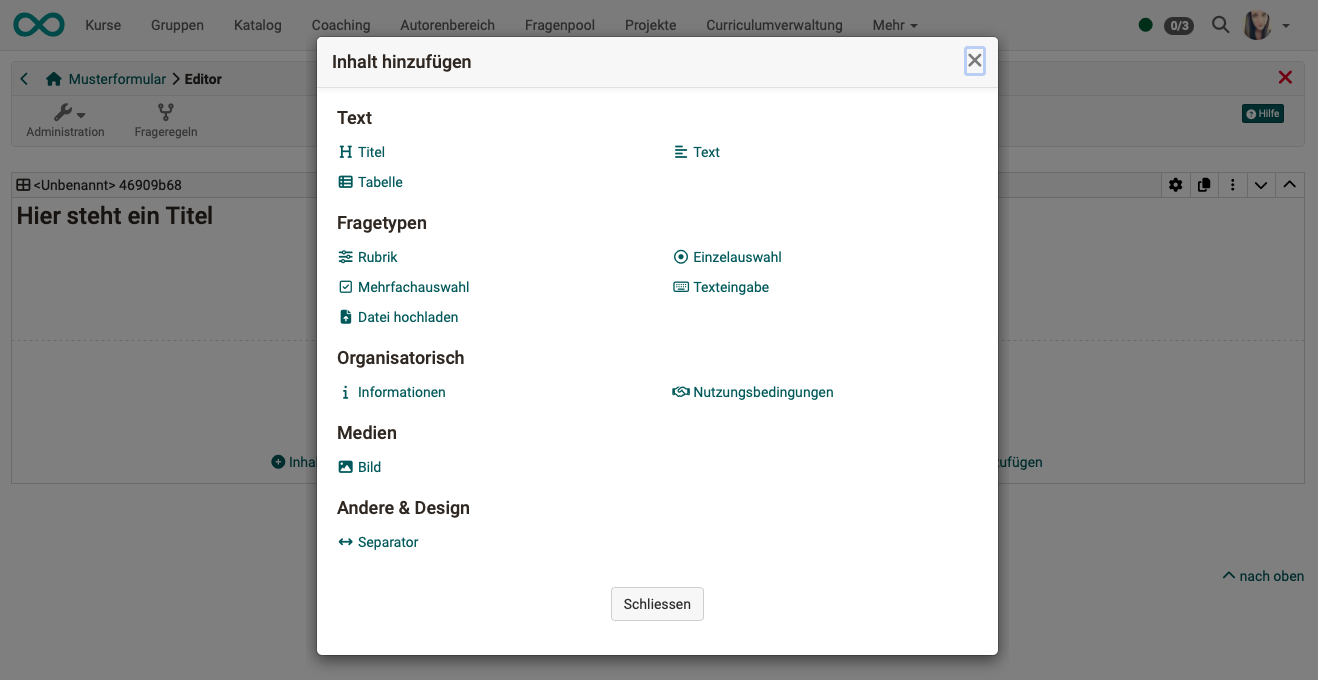 Kurse Gruppen Katalog Coaching Autorenbereich Fragenpool Projekte Curriculumverwaltung Mehr 0/3
Inhalt hinzufügen
Musterformular Editor
Administration Frageregeln Hilfe
Text
Titel Text
Tabelle
<Unbenannt> 46909b68
Hier steht ein Titel
Fragetypen
Rubrik Einzelauswahl
Mehrfachauswahl Texteingabe
Datei hochladen
Organisatorisch
Informationen Nutzungsbedingungen
Medien
Bild
Andere & Design
Separator
nach oben
Schliessen